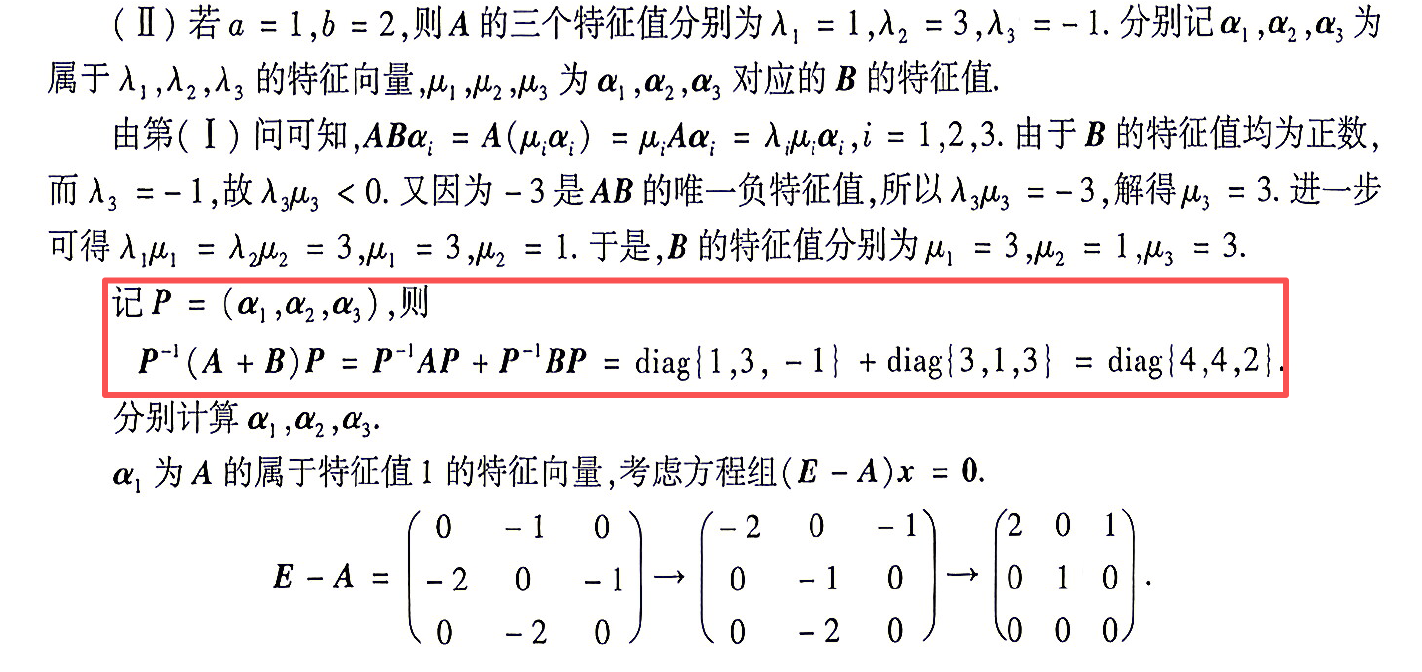 (Ⅱ)若 a = 1,b = 2,则 A 的三个特征值分别为 λ₁ = 1,λ₂ = 3,λ₃ = −1. 分别记 α₁,α₂,α₃ 为
属于 λ₁,λ₂,λ₃ 的特征向量,μ₁,μ₂,μ₃ 为 α₁,α₂,α₃ 对应的 B 的特征值.
由第(Ⅰ)问可知,ABαᵢ = A(μᵢαᵢ) = μᵢAαᵢ = λᵢμᵢαᵢ,i = 1,2,3. 由于 B 的特征值均为正数,
而 λ₃ = −1,故 λ₃μ₃ < 0. 又因为 −3 是 AB 的唯一负特征值,所以 λ₃μ₃ = −3,解得 μ₃ = 3. 进一步
可得 λ₁μ₁ = λ₂μ₂ = 3,μ₁ = 3,μ₂ = 1. 于是,B 的特征值分别为 μ₁ = 3,μ₂ = 1,μ₃ = 3.
记 P = (α₁,α₂,α₃),则
P⁻¹(A + B)P = P⁻¹AP + P⁻¹BP = diag{1,3, −1} + diag{3,1,3} = diag{4,4,2}.
分别计算 α₁,α₂,α₃.
α₁ 为 A 的属于特征值 1 的特征向量,考虑方程组(E − A)x = 0.
E − A = (0 −1 0; −2 0 −1; 0 −2 0) → (−2 0 −1; 0 −1 0; 0 −2 0) → (2 0 1; 0 1 0; 0 0 0).